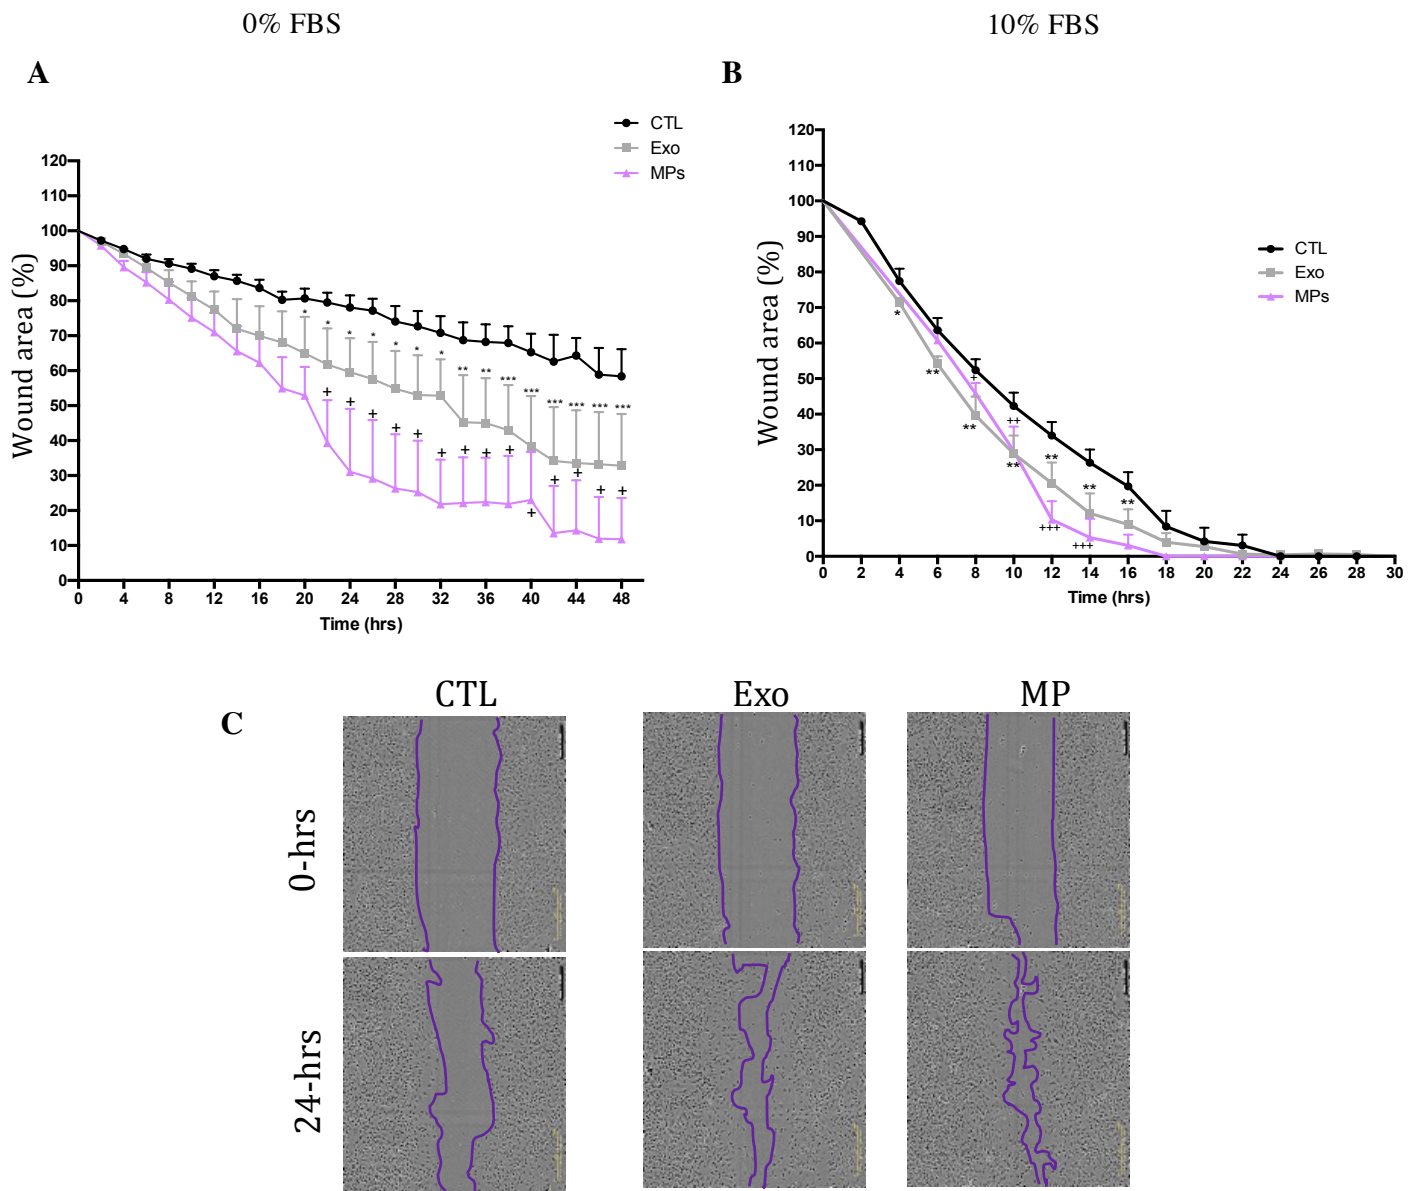 0% FBS
10% FBS
A
B
CTL
Exo
MPs
120
110
100
90
80
70
60
50
40
30
20
10
0
Wound area (%)
0 4 8 12 16 20 24 28 32 36 40 44 48
Time (hrs)
* * * * * * * ** ** *** *** *** *** *** ***
+ + + + + + + + + + + + + +
CTL
Exo
MPs
120
110
100
90
80
70
60
50
40
30
20
10
0
Wound area (%)
0 2 4 6 8 10 12 14 16 18 20 22 24 26 28 30
Time (hrs)
* ** ** ** ** ** **
+ ++ +++ +++
C
CTL Exo MP
0-hrs
24-hrs